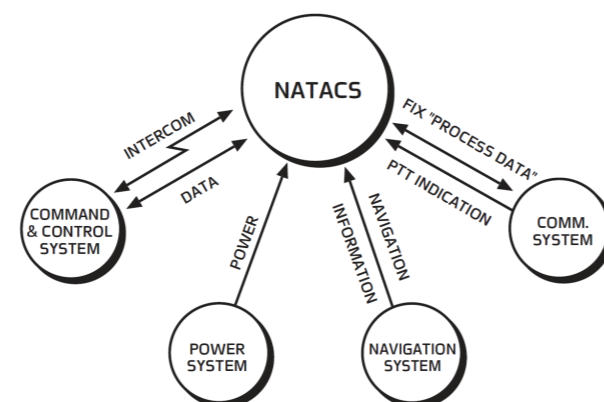 NATACS
INTERCOM
DATA
FIX "PROCESS DATA"
PTT INDICATION
COMMAND
& CONTROL
SYSTEM
POWER
NAVIGATION
INFORMATION
COMM.
SYSTEM
POWER
SYSTEM
NAVIGATION
SYSTEM